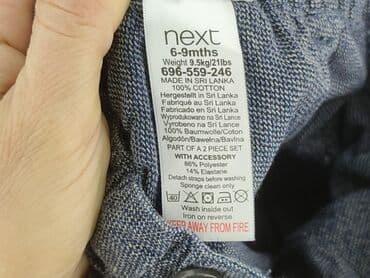 next
6-9mths
Weight 9.5kg/21lbs
696-559-246
MADE IN SRI LANKA
100% COTTON
Hergestellt in Sri Lanka
Fabriqué au Sri Lanka
Fabricado en Sri Lanka
Wyprodukowano na Sri Lance
Vyrobeno na Srí Lance
100% Baumwolle/Coton
Algodón/Bawełna/Bavlna
PART OF A 2 PIECE SET
WITH ACCESSORY
86% Polyester
14% Elastane
Detach straps before washing
Sponge clean only
40
Wash inside out
Iron on reverse
KEEP AWAY FROM FIRE